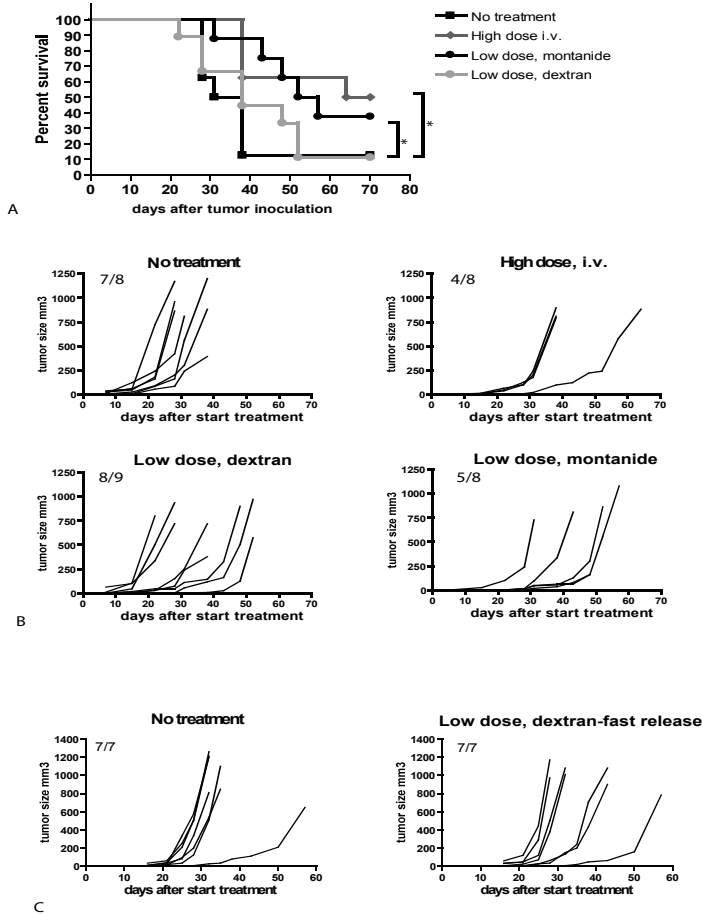 100
90
80
70
60
50
40
30
20
10
0
Percent survival
0 10 20 30 40 50 60 70 80
days after tumor inoculation
No treatment
High dose i.v.
Low dose, montanide
Low dose, dextran
*
*
A
No treatment
7/8
1250
1000
750
500
250
0
tumor size mm3
0 10 20 30 40 50 60 70
days after start treatment
High dose, i.v.
4/8
1250
1000
750
500
250
0
tumor size mm3
0 10 20 30 40 50 60 70
days after start treatment
Low dose, dextran
8/9
1250
1000
750
500
250
0
tumor size mm3
0 10 20 30 40 50 60 70
days after start treatment
Low dose, montanide
5/8
1250
1000
750
500
250
0
tumor size mm3
0 10 20 30 40 50 60 70
days after start treatment
B
No treatment
7/7
1400
1200
1000
800
600
400
200
0
tumor size mm3
0 10 20 30 40 50 60
days after start treatment
Low dose, dextran-fast release
7/7
1400
1200
1000
800
600
400
200
0
tumor size mm3
0 10 20 30 40 50 60
days after start treatment
C